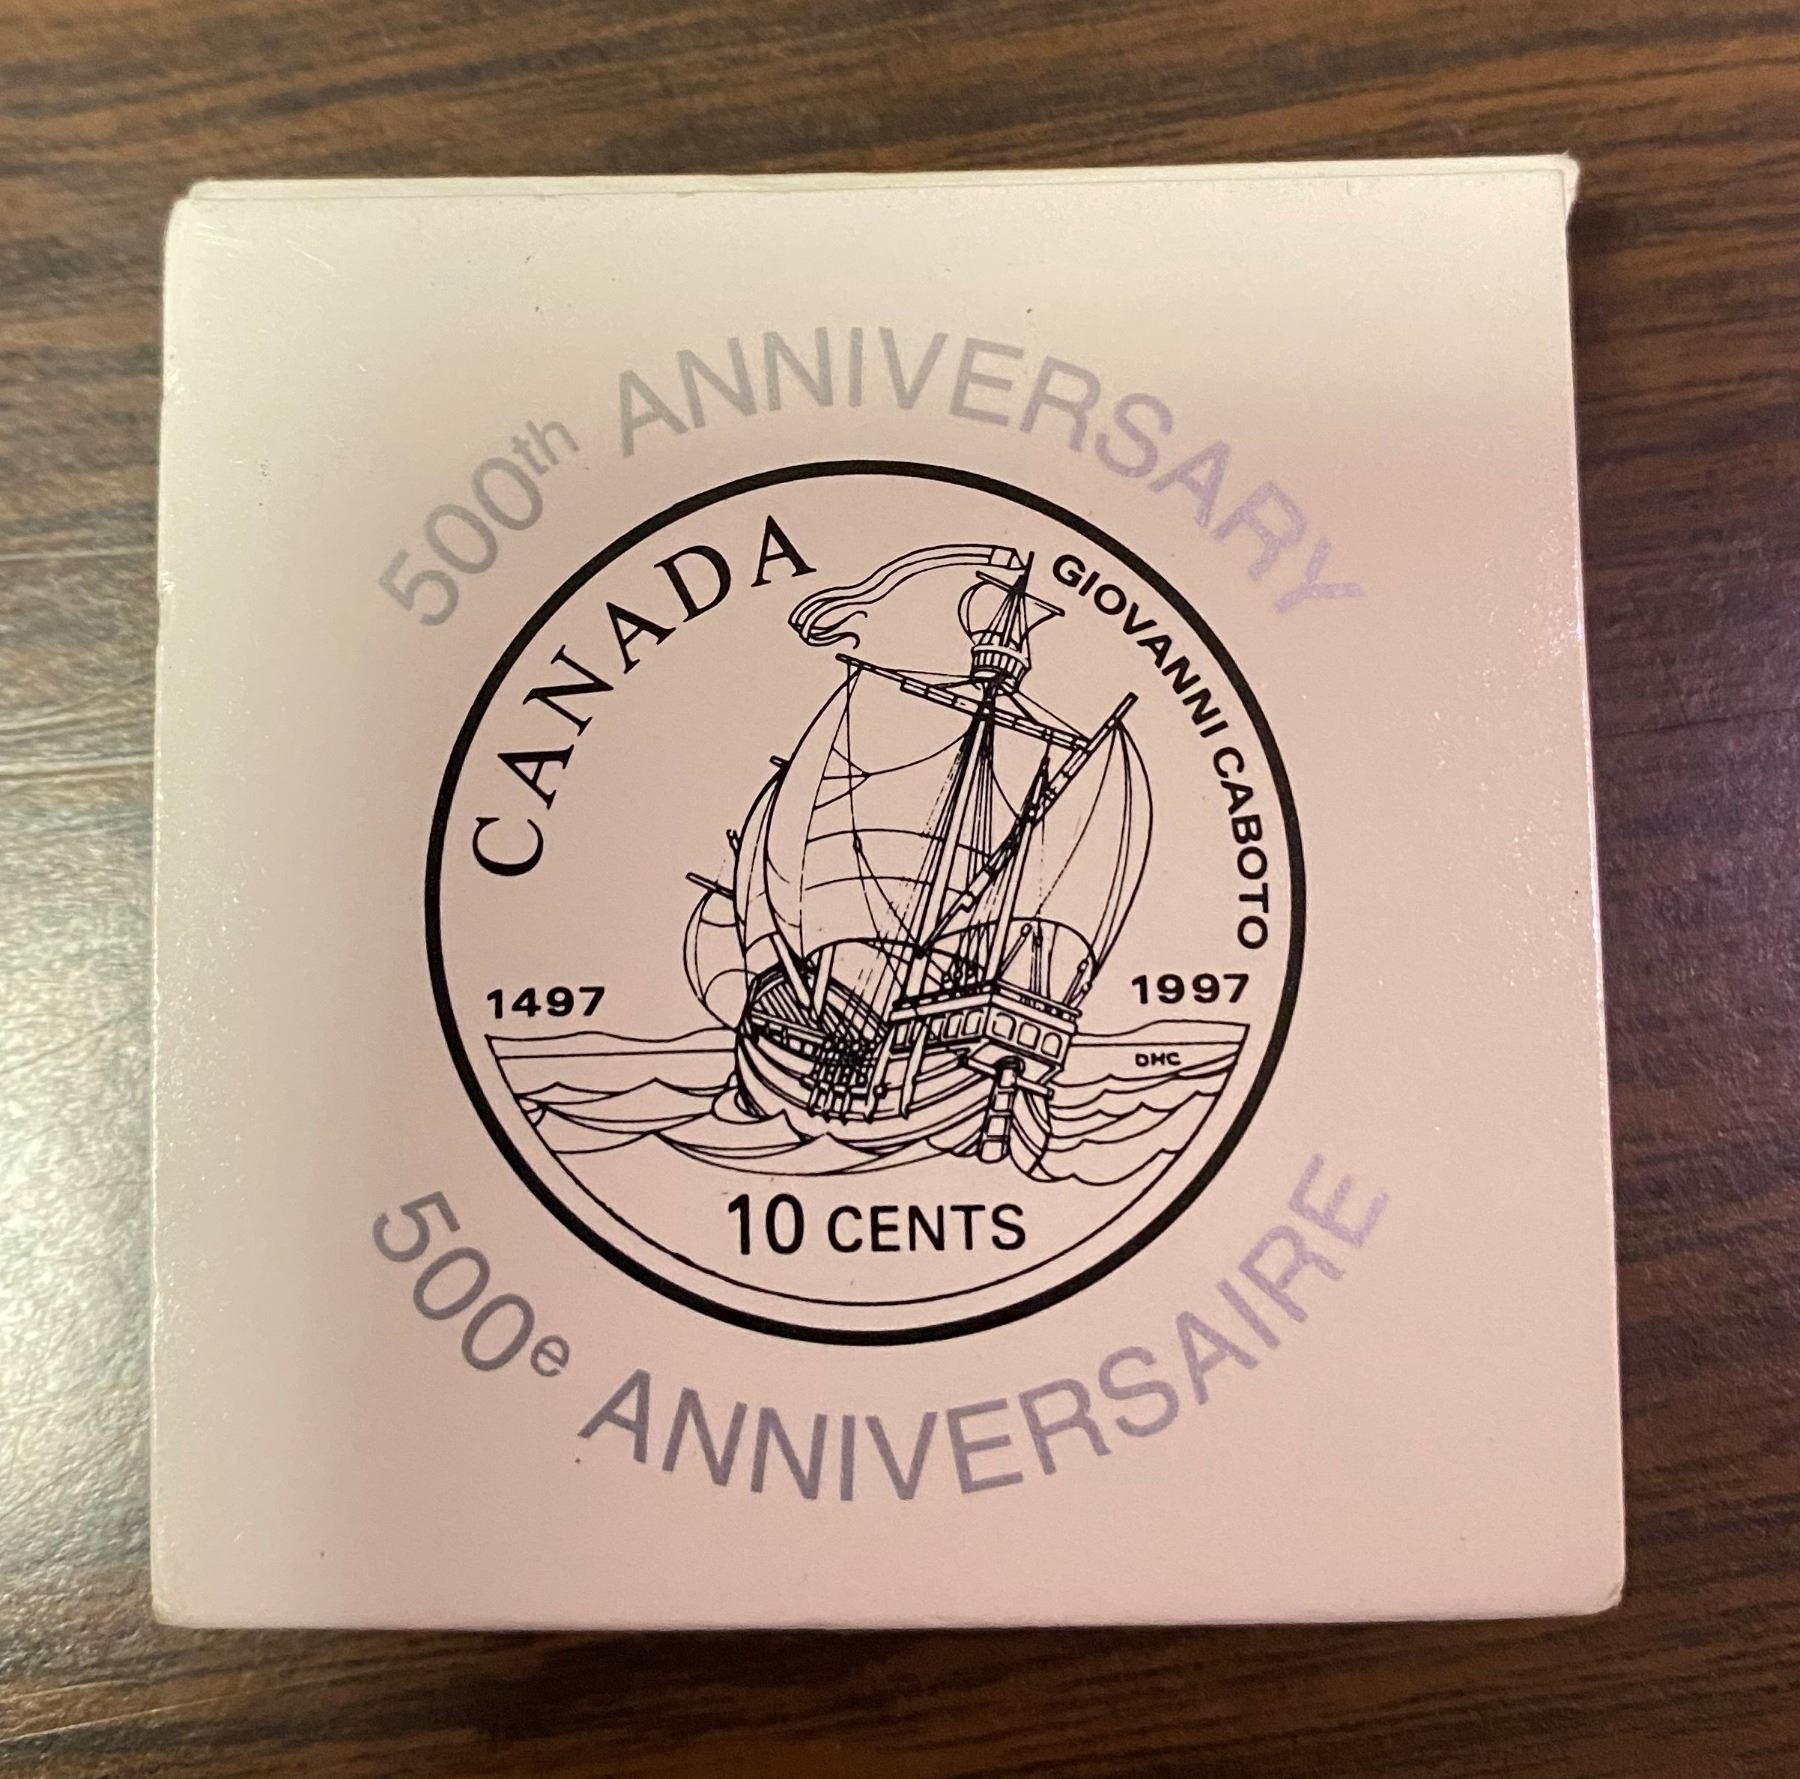 500th ANNIVERSARY
CANADA
GIOVANNI CABOTO
1497
1997
DHC
10 CENTS
500e ANNIVERSAIRE